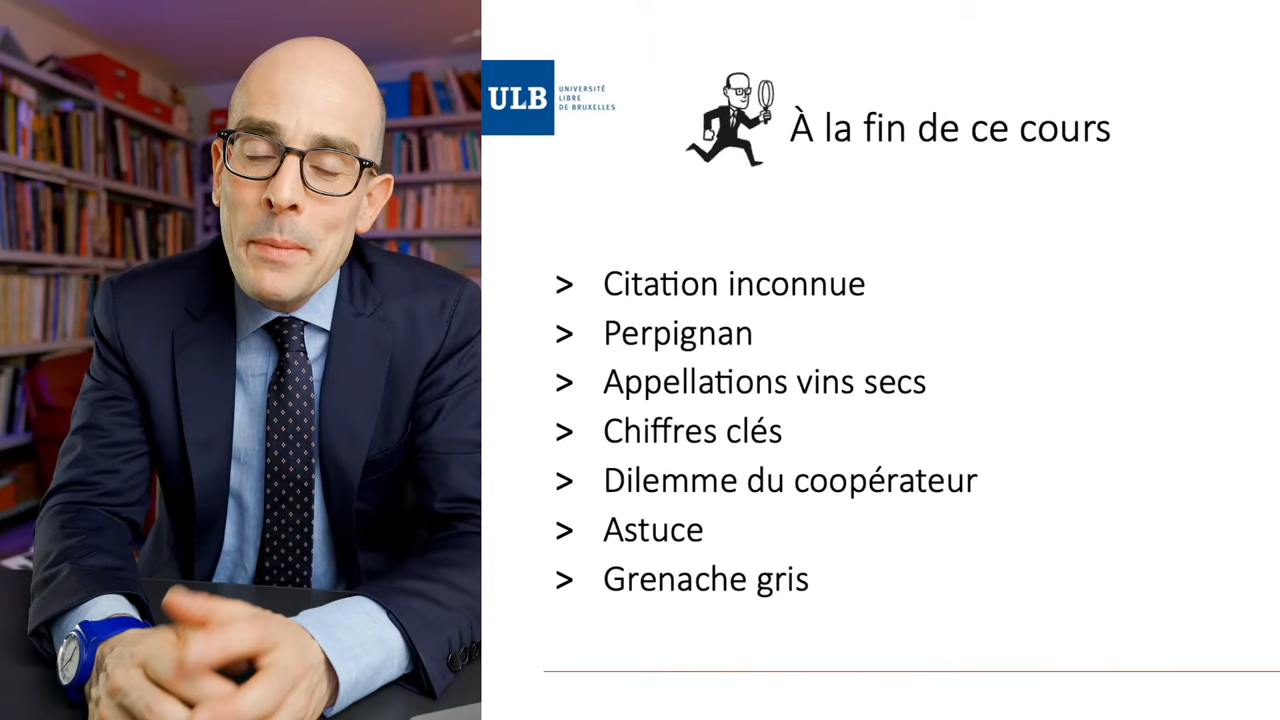 ULB
UNIVERSITÉ
LIBRE
DE BRUXELLES
À la fin de ce cours
> Citation inconnue
> Perpignan
> Appellations vins secs
> Chiffres clés
> Dilemme du coopérateur
> Astuce
> Grenache gris